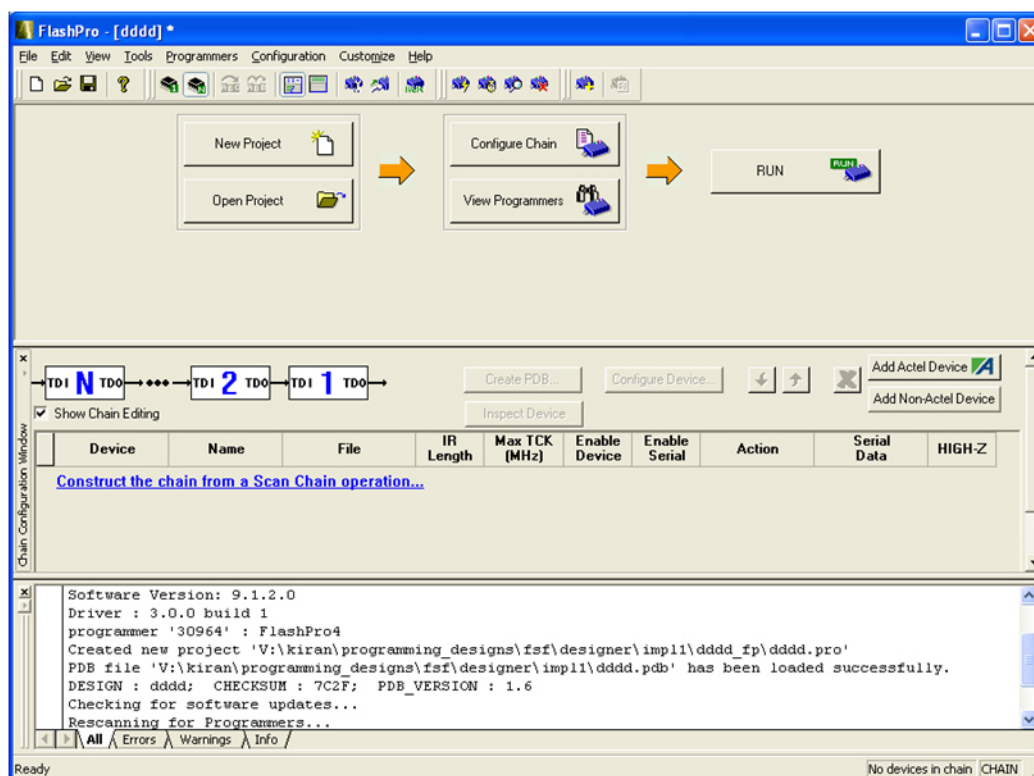 FlashPro - [dddd] *
File Edit View Tools Programmers Configuration Customize Help
New Project
Configure Chain
RUN
RUN
Open Project
View Programmers
TDI N TDO TDI 2 TDO TDI 1 TDO
Create PDB...
Configure Device...
Add Actel Device
Show Chain Editing
Inspect Device
Add Non-Actel Device
Chain Configuration Window
Device Name File IR Length Max TCK (MHz) Enable Device Enable Serial Action Serial Data HIGH-Z
Construct the chain from a Scan Chain operation...
Software Version: 9.1.2.0
Driver : 3.0.0 build 1
programmer '30964' : FlashPro4
Created new project 'V:\kiran\programming_designs\fsf\designer\impl1\dddd_fp\dddd.pro'
PDB file 'V:\kiran\programming_designs\fsf\designer\impl1\dddd.pdb' has been loaded successfully.
DESIGN : dddd; CHECKSUM : 7C2F; PDB_VERSION : 1.6
Checking for software updates...
Rescanning for Programmers...
All Errors Warnings Info
Ready
No devices in chain CHAIN